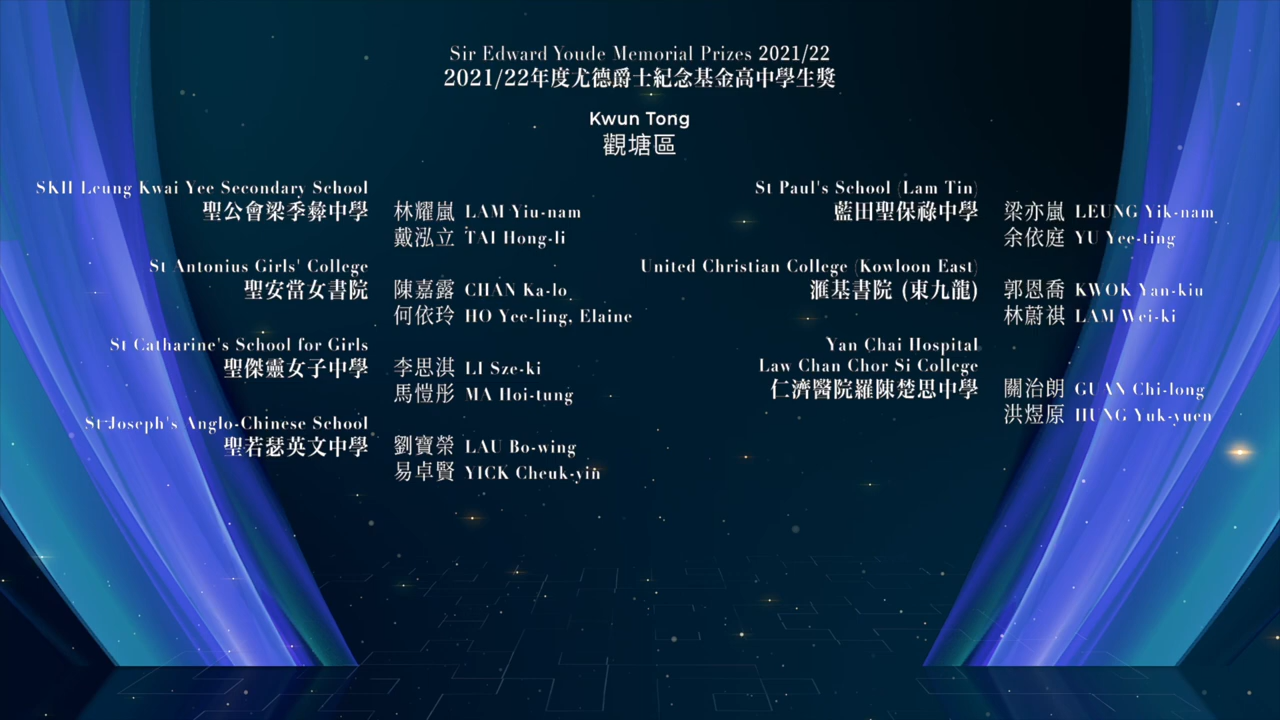 Sir Edward Youde Memorial Prizes 2021/22
2021/22年度尤德爵士紀念基金高中學生獎
Kwun Tong
觀塘區
SKH Leung Kwai Yee Secondary School
聖公會梁季彜中學 林耀嵐 LAM Yiu-nam
戴泓立 TAI Hong-li
St Antonius Girls' College
聖安當女書院 陳嘉露 CHAN Ka-lo
何依玲 HO Yee-ling, Elaine
St Catharine's School for Girls
聖傑靈女子中學 李思淇 LI Sze-ki
馬愷彤 MA Hoi-tung
St Joseph's Anglo-Chinese School
聖若瑟英文中學 劉寶榮 LAU Bo-wing
易卓賢 YICK Cheuk-yin
St Paul's School (Lam Tin)
藍田聖保祿中學 梁亦嵐 LEUNG Yik-nam
余依庭 YU Yee-ting
United Christian College (Kowloon East)
滙基書院 (東九龍) 郭恩喬 KWOK Yan-kiu
林蔚祺 LAM Wei-ki
Yan Chai Hospital
Law Chan Chor Si College
仁濟醫院羅陳楚思中學 關治朗 GUAN Chi-long
洪煜原 HUNG Yuk-yuen